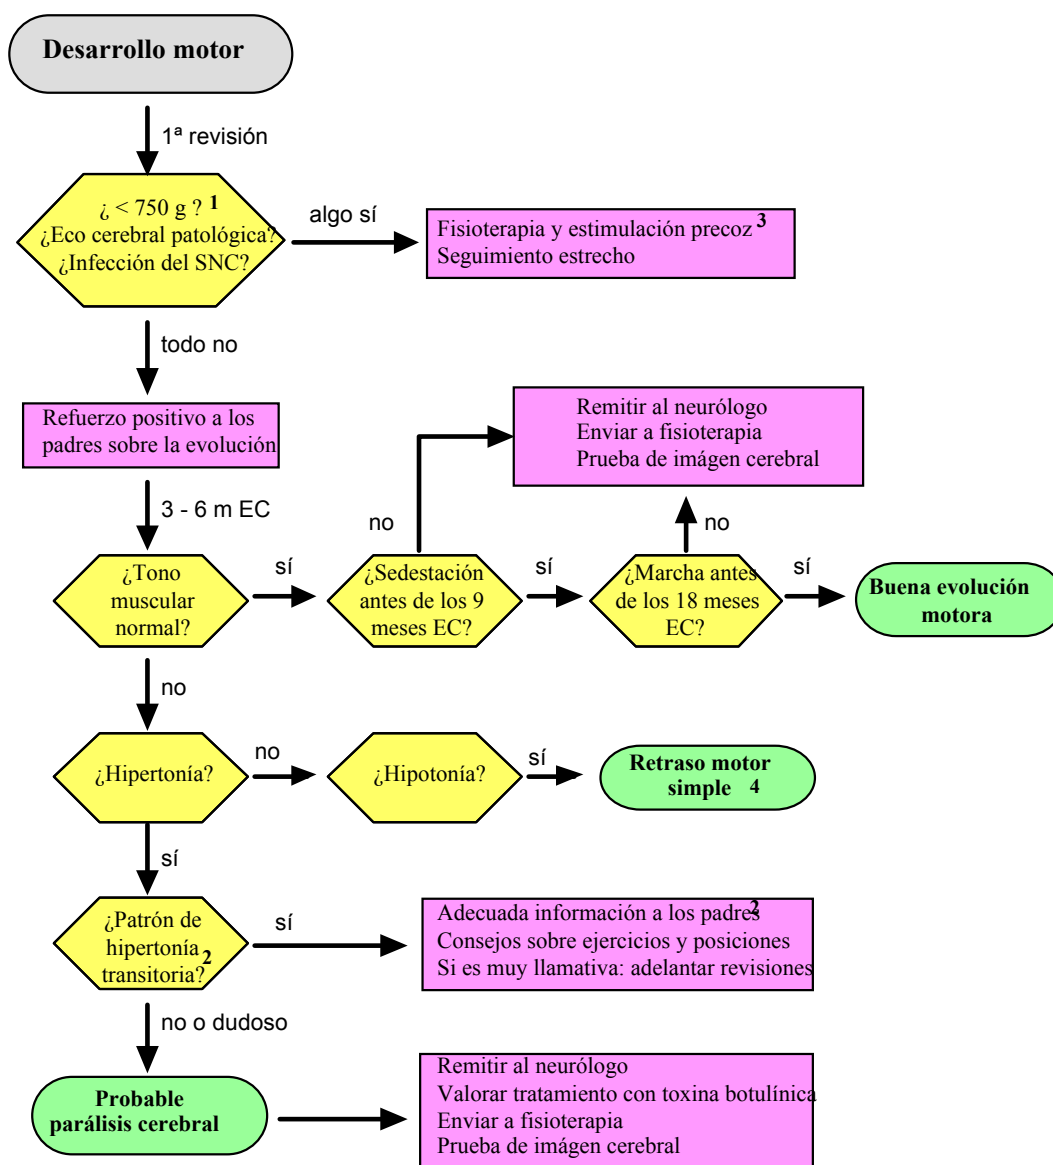 Desarrollo motor
1ª revisión
¿ < 750 g ? 1
¿Eco cerebral patológica?
¿Infección del SNC?
algo sí
Fisioterapia y estimulación precoz 3
Seguimiento estrecho
todo no
Refuerzo positivo a los
padres sobre la evolución
Remitir al neurólogo
Enviar a fisioterapia
Prueba de imágen cerebral
3 - 6 m EC
no
no
¿Tono
muscular
normal?
sí
¿Sedestación
antes de los 9
meses EC?
sí
¿Marcha antes
de los 18 meses
EC?
sí
Buena evolución
motora
no
¿Hipertonía?
no
¿Hipotonía?
sí
Retraso motor
simple 4
sí
¿Patrón de
hipertonía
transitoria? 2
sí
Adecuada información a los padres 2
Consejos sobre ejercicios y posiciones
Si es muy llamativa: adelantar revisiones
no o dudoso
Probable
parálisis cerebral
Remitir al neurólogo
Valorar tratamiento con toxina botulínica
Enviar a fisioterapia
Prueba de imágen cerebral